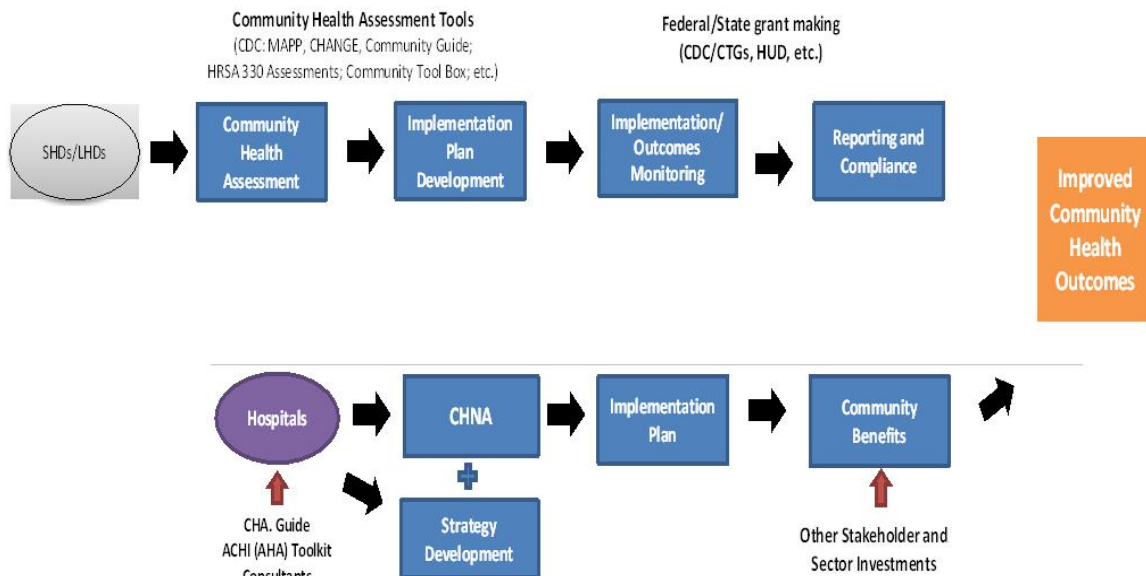 Community Health Assessment Tools
(CDC: MAPP, CHANGE, Community Guide;
HRSA 330 Assessments; Community Tool Box; etc.)
Federal/State grant making
(CDC/CTGs, HUD, etc.)
SHDs/LHDs
Community
Health
Assessment
Implementation
Plan
Development
Implementation/
Outcomes
Monitoring
Reporting and
Compliance
Improved
Community
Health
Outcomes
Hospitals
CHNA
Implementation
Plan
Community
Benefits
Strategy
Development
CHA. Guide
ACHI (AHA) Toolkit
Consultants
Other Stakeholder and
Sector Investments